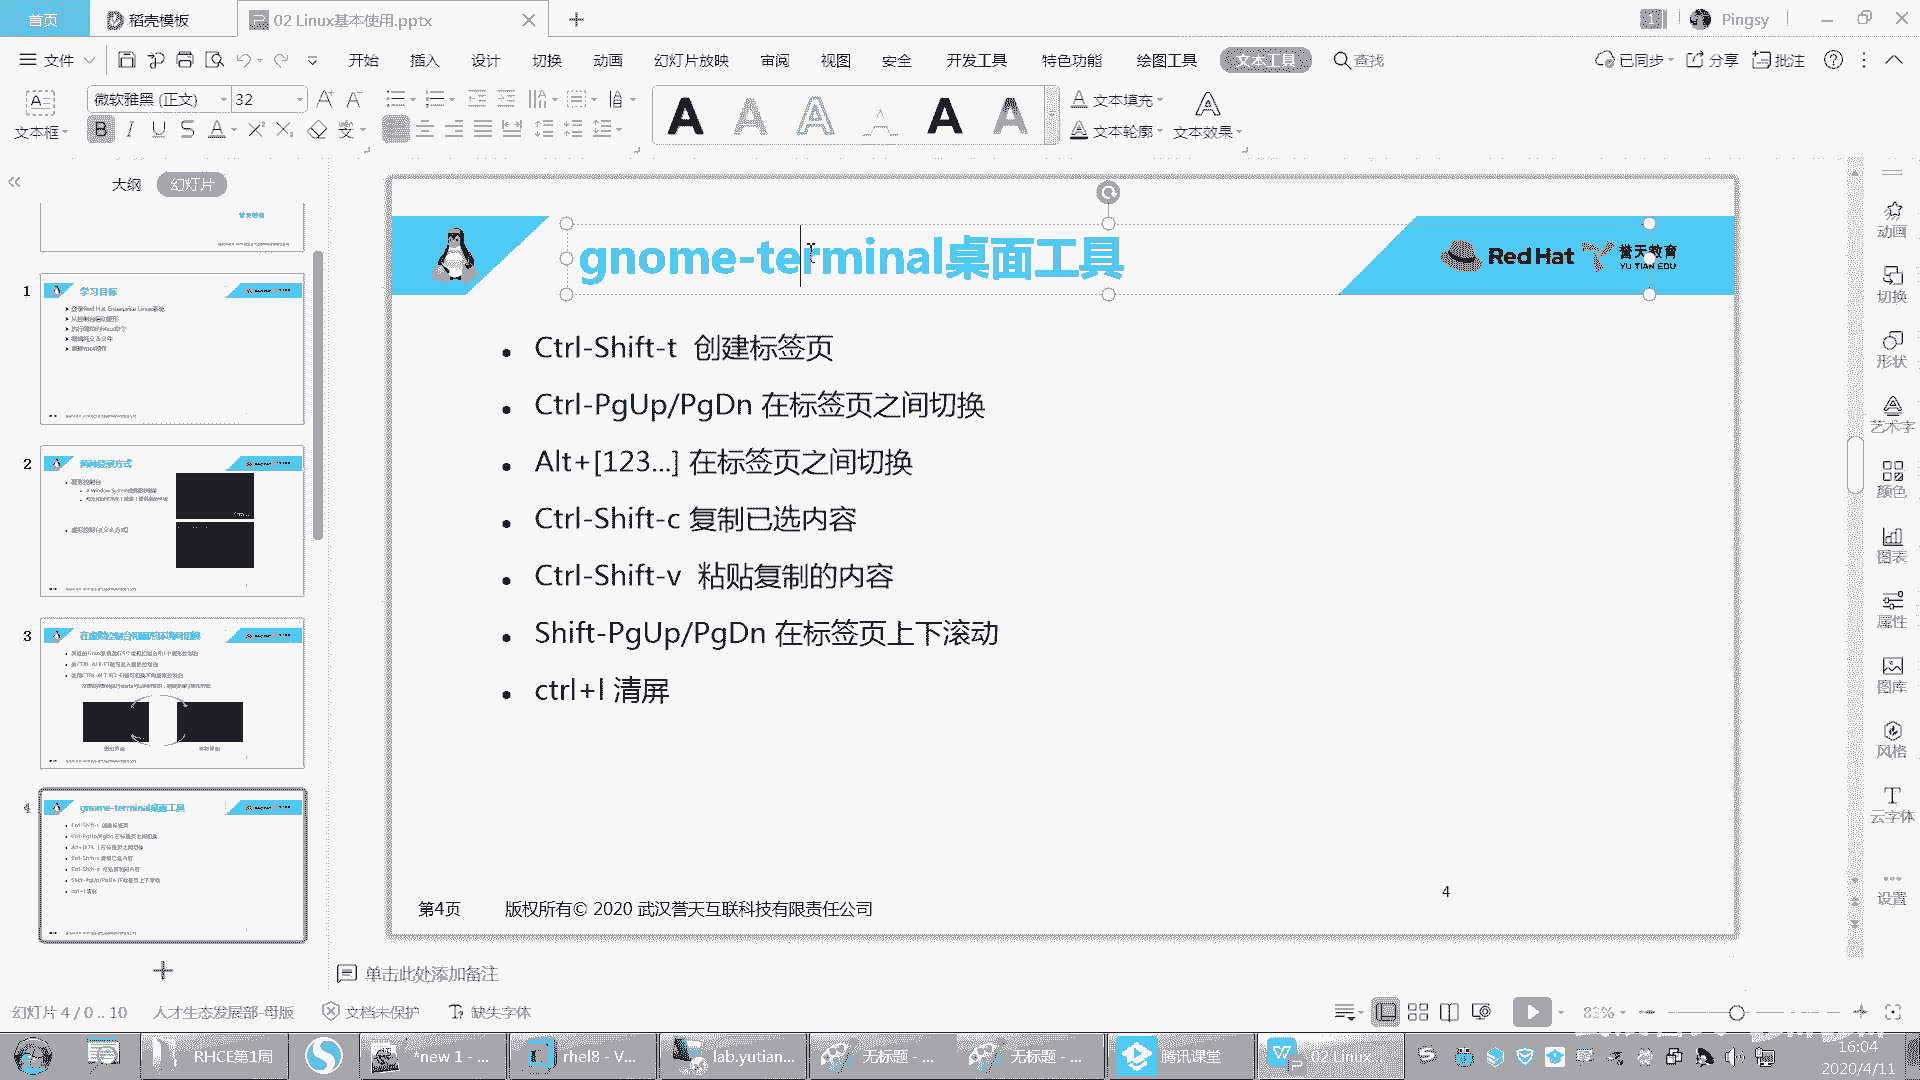 首页
稻壳模板
02 Linux基本使用.pptx
1
Pingsy
文件
开始
插入
设计
切换
动画
幻灯片放映
审阅
视图
安全
开发工具
特色功能
绘图工具
文本工具
查找
已同步
分享
批注
文本框
微软雅黑 (正文)
32
文本填充
文本轮廓
文本效果
大纲
幻灯片
1
学习目标
2
两种登录方式
3
4
gnome-terminal桌面工具
gnome-terminal桌面工具
Red Hat
誉天教育
YU TIAN EDU
Ctrl-Shift-t 创建标签页
Ctrl-PgUp/PgDn 在标签页之间切换
Alt+[123...] 在标签页之间切换
Ctrl-Shift-c 复制已选内容
Ctrl-Shift-v 粘贴复制的内容
Shift-PgUp/PgDn 在标签页上下滚动
ctrl+l 清屏
第4页
版权所有© 2020 武汉誉天互联科技有限责任公司
4
单击此处添加备注
动画
切换
形状
艺术字
颜色
图表
属性
图库
风格
云字体
设置
幻灯片 4 / 0 .. 10
人才生态发展部-母版
文档未保护
缺失字体
83%
RHCE第1周
*new 1 - ...
rhel8 - V...
lab.yutian...
无标题 - ...
无标题 - ...
腾讯课堂
02 Linux...
16:04
2020/4/11